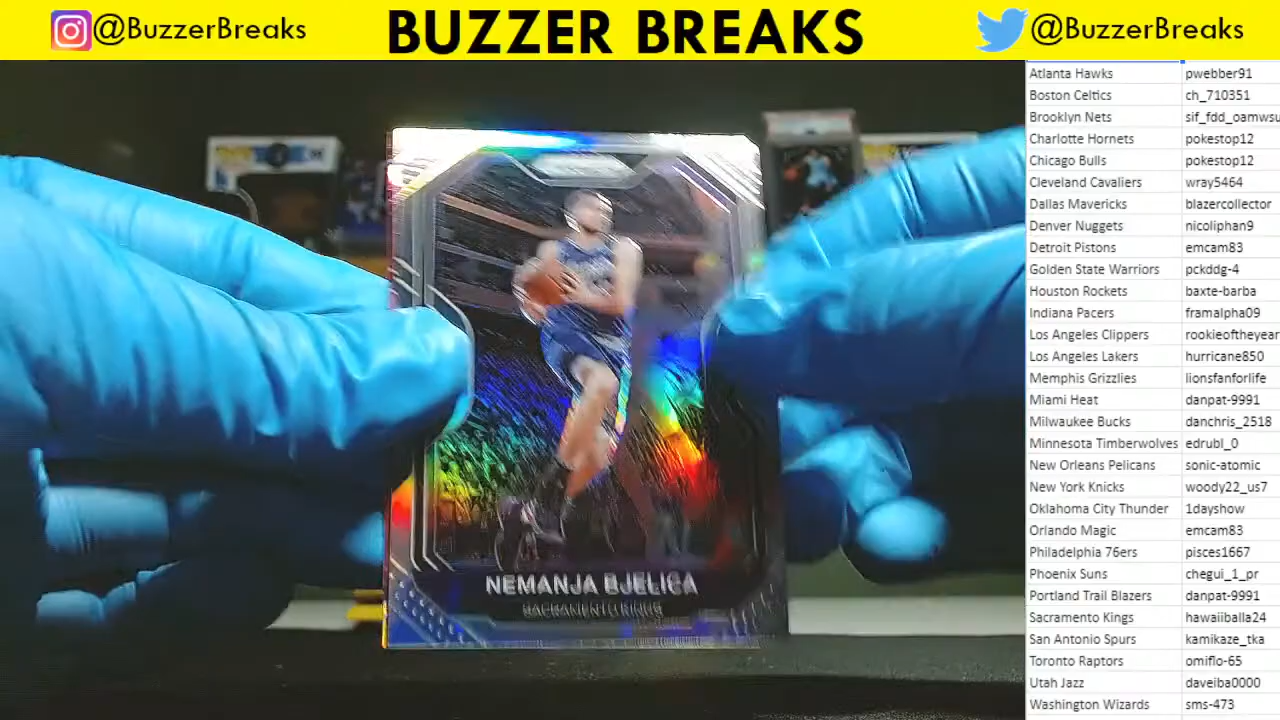 @BuzzerBreaks
BUZZER BREAKS
@BuzzerBreaks
Atlanta Hawks pwebber91
Boston Celtics ch_710351
Brooklyn Nets sif_fdd_oamwsu
Charlotte Hornets pokestop12
Chicago Bulls pokestop12
Cleveland Cavaliers wray5464
Dallas Mavericks blazercollector
Denver Nuggets nicoliphan9
Detroit Pistons emcam83
Golden State Warriors pckddg-4
Houston Rockets baxte-barba
Indiana Pacers framalpha09
Los Angeles Clippers rookieoftheyear
Los Angeles Lakers hurricane850
Memphis Grizzlies lionsfanforlife
Miami Heat danpat-9991
Milwaukee Bucks danchris_2518
Minnesota Timberwolves edrubl_0
New Orleans Pelicans sonic-atomic
New York Knicks woody22_us7
Oklahoma City Thunder 1dayshow
Orlando Magic emcam83
Philadelphia 76ers pisces1667
Phoenix Suns chegui_1_pr
Portland Trail Blazers danpat-9991
Sacramento Kings hawaiiballa24
San Antonio Spurs kamikaze_tka
Toronto Raptors omiflo-65
Utah Jazz daveiba0000
Washington Wizards sms-473
NEMANJA BJELICA
SACRAMENTO KINGS